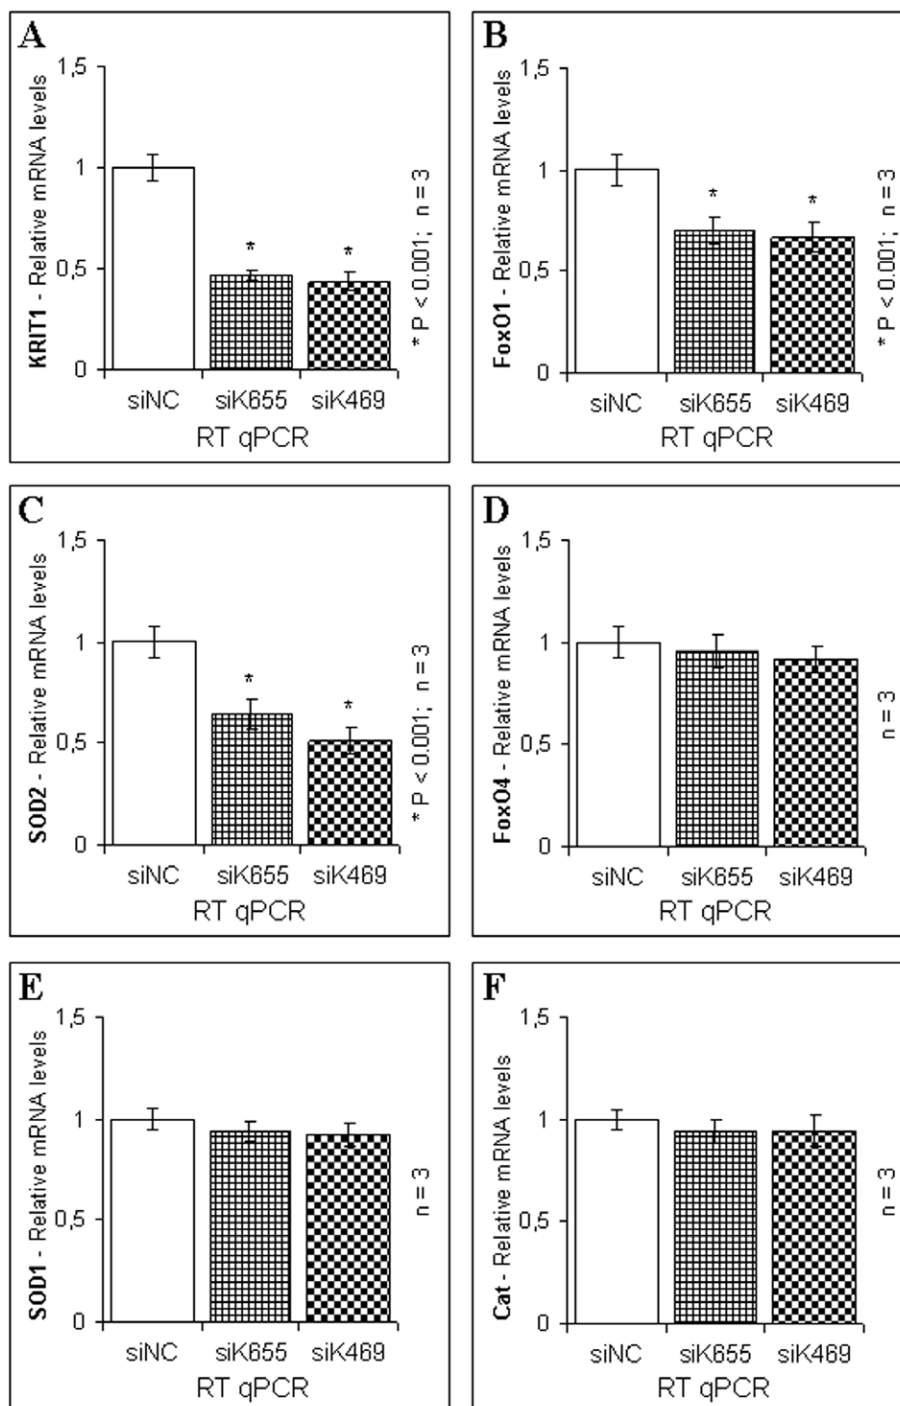 A
KRIT1 - Relative mRNA levels
1,5
1
0,5
0
*
*
siNC siK655 siK469
RT qPCR
* P < 0.001; n = 3
B
FoxO1 - Relative mRNA levels
1,5
1
0,5
0
*
*
siNC siK655 siK469
RT qPCR
* P < 0.001; n = 3
C
SOD2 - Relative mRNA levels
1,5
1
0,5
0
*
*
siNC siK655 siK469
RT qPCR
* P < 0.001; n = 3
D
FoxO4 - Relative mRNA levels
1,5
1
0,5
0
siNC siK655 siK469
RT qPCR
n = 3
E
SOD1 - Relative mRNA levels
1,5
1
0,5
0
siNC siK655 siK469
RT qPCR
n = 3
F
Cat - Relative mRNA levels
1,5
1
0,5
0
siNC siK655 siK469
RT qPCR
n = 3